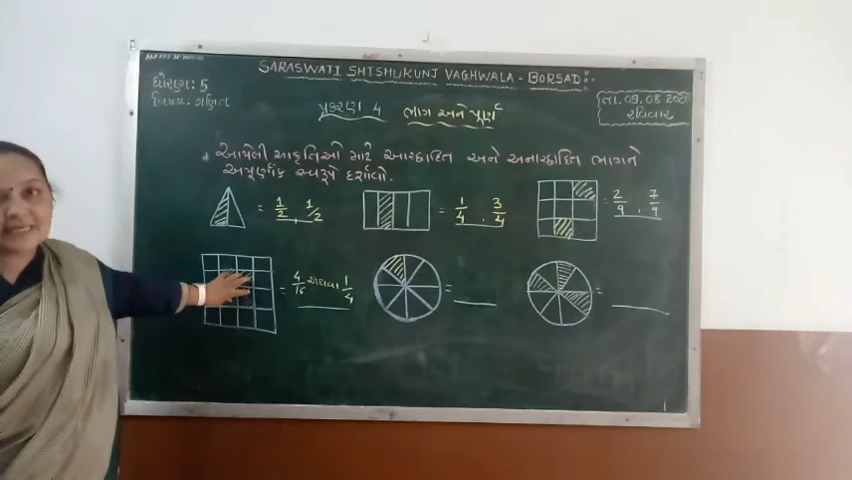 SARASWATI SHISHUKUNJ VAGHWALA - BORSAD
ધોરણ: 5
વિષય. ગણિત
તા. 09.08 2020
રવિવાર
પ્રકરણ 4 ભાગ અને પૂર્ણ
* આપેલી આકૃતિઓ માટે આચ્છાદિત અને અનાચ્છાદિત ભાગને
અપૂર્ણાંક સ્વરૂપે દર્શાવો.
= 1/2, 1/2
= 1/4, 3/4
= 2/9, 7/9
= 4/16 અથવા 1/4
=
=